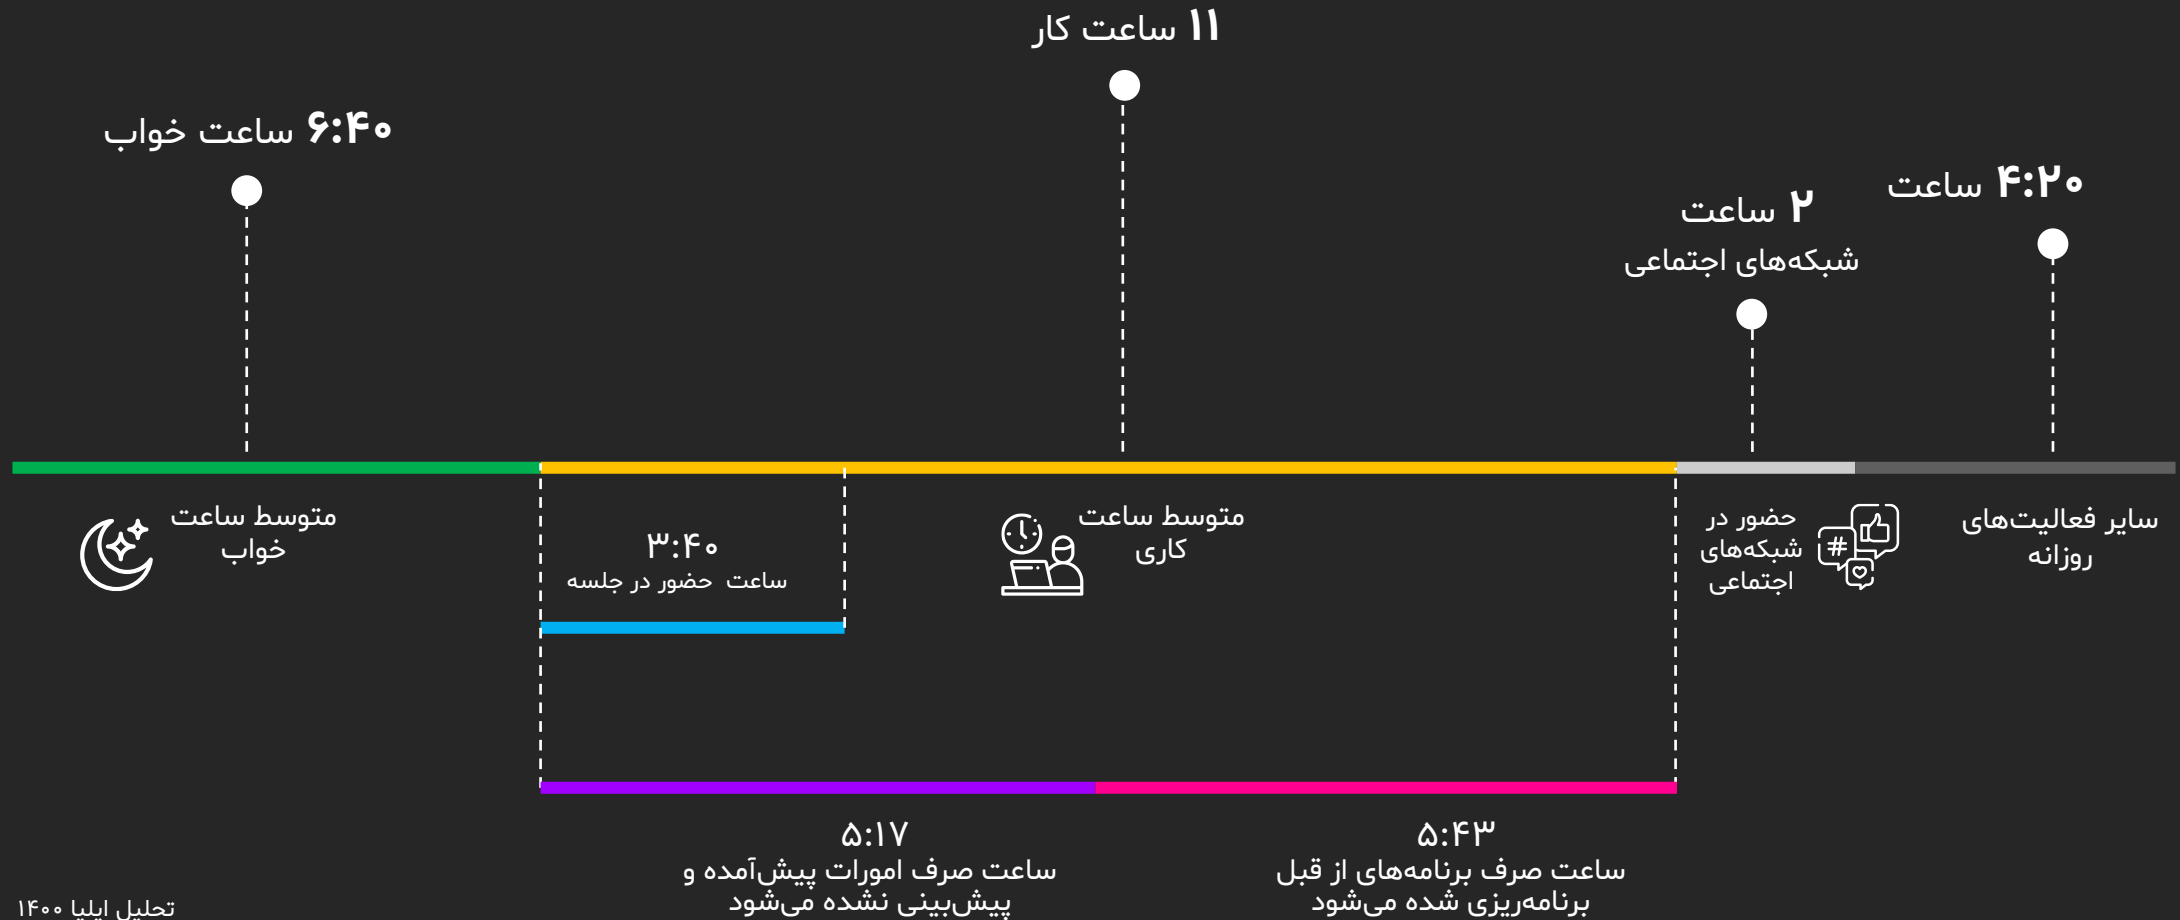 ۱۱ ساعت کار
۶:۴۰ ساعت خواب
۴:۲۰ ساعت
۲ ساعت
شبکه‌های اجتماعی
متوسط ساعت
خواب
۳:۴۰
ساعت حضور در جلسه
متوسط ساعت
کاری
حضور در
شبکه‌های
اجتماعی
#
سایر فعالیت‌های
روزانه
۵:۱۷
ساعت صرف امورات پیش‌آمده و
پیش‌بینی نشده می‌شود
۵:۴۳
ساعت صرف برنامه‌های از قبل
برنامه‌ریزی شده می‌شود
تحلیل ایلیا ۱۴۰۰